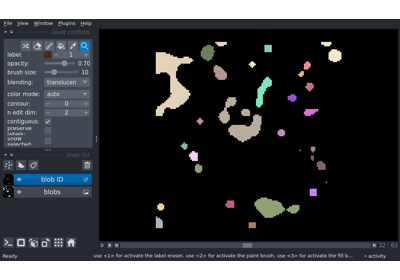 File View Window Plugins Help
layer controls
label: 1
opacity: 0.70
brush size: 10
blending: translucen
color mode: auto
contour: 0
n edit dim: 2
contiguous: ✓
preserve labels:
show selected:
layer list
blob ID
blobs
0 32 / 63
Ready use <1> for activate the label eraser, use <2> for activate the paint brush, use <3> for activate the fill b... activity